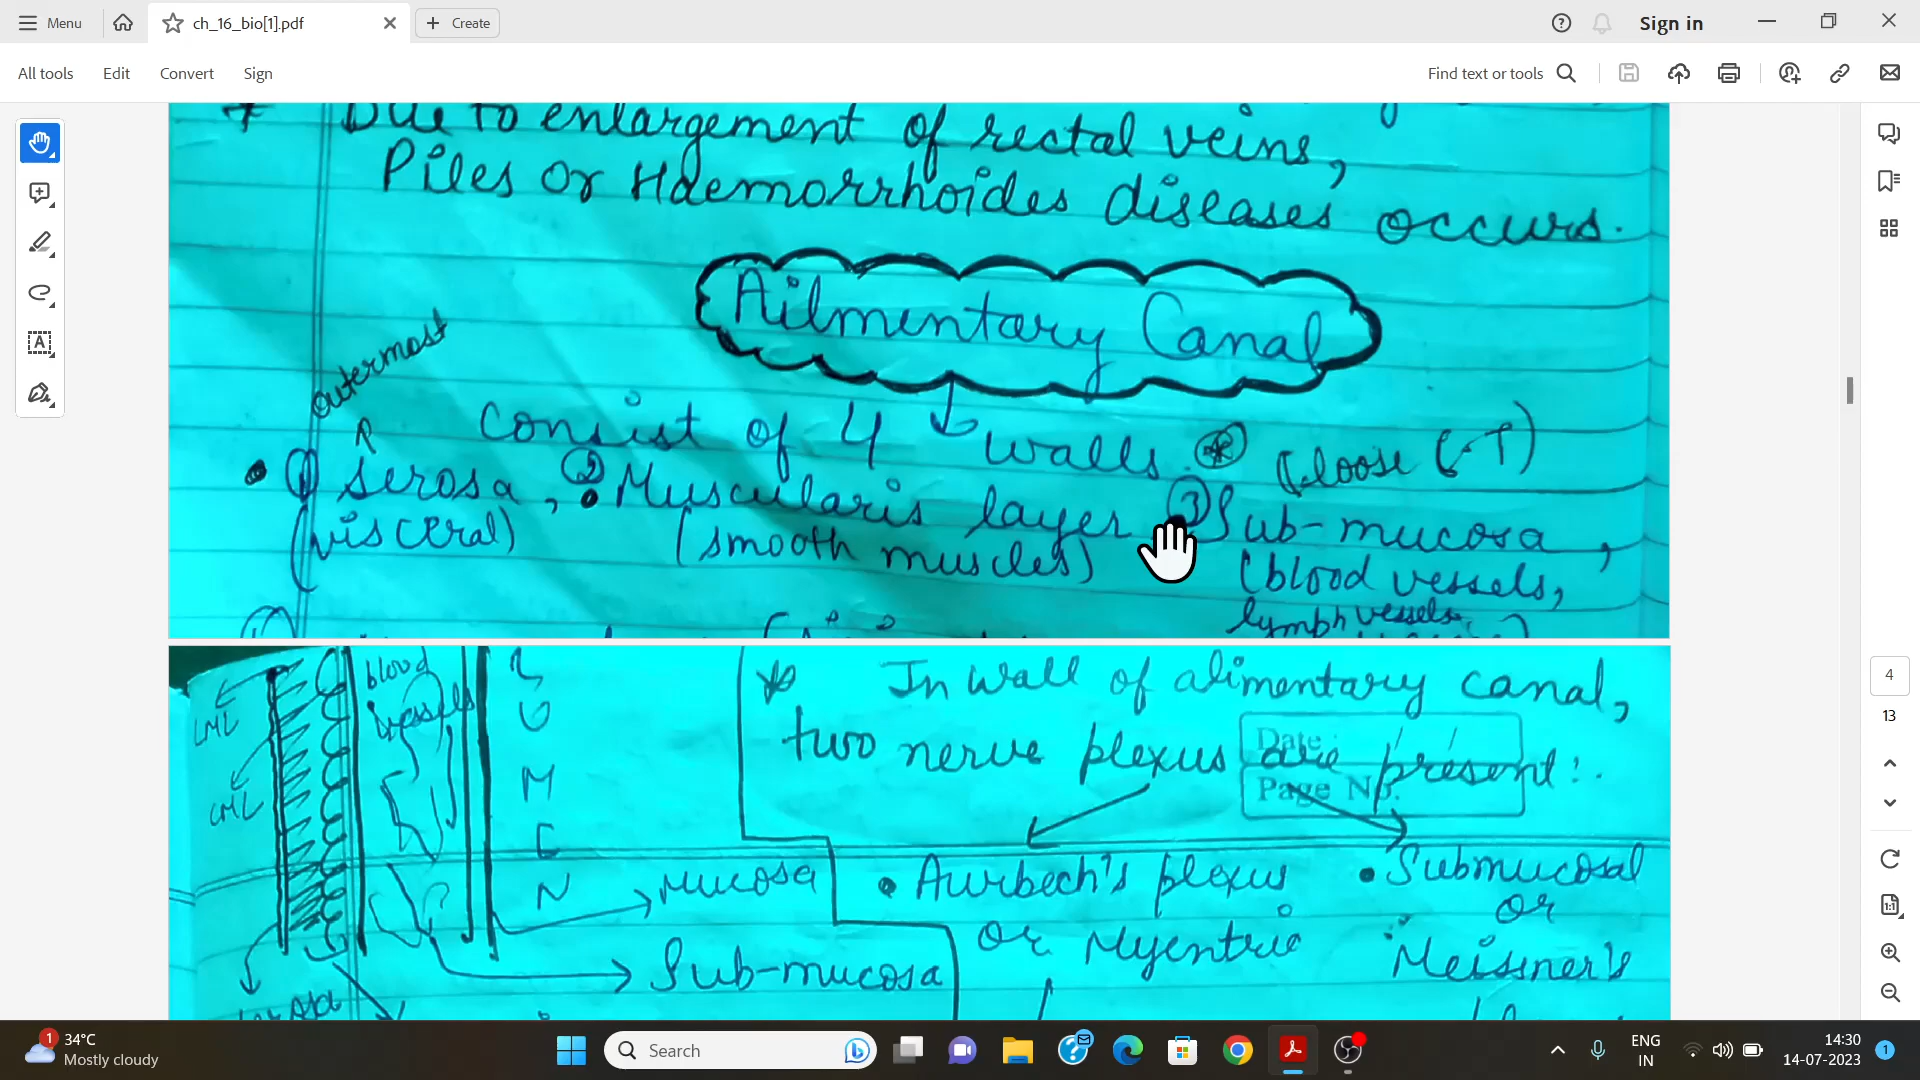 Menu
ch_16_bio[1].pdf
Create
Sign in
All tools
Edit
Convert
Sign
Find text or tools
Due to enlargement of rectal veins,
Piles or Haemorrhoides diseases occurs.
Ailmentary Canal
outermost
Consist of 4 walls. (loose C.T)
① Serosa, ② Muscularis layer ③ Sub-mucosa,
(visceral) (smooth muscles) (blood vessels,
lymph vessels
LML
CML
blood
vessels
L
U
M
E
N
mucosa
Sub-mucosa
In wall of alimentary canal,
two nerve plexus are present:
Date
Page No.
Aurbech's plexus
or Myentric
Submucosal
or
Meissner's
4
13
1
34°C
Mostly cloudy
Search
ENG
IN
14:30
14-07-2023
1